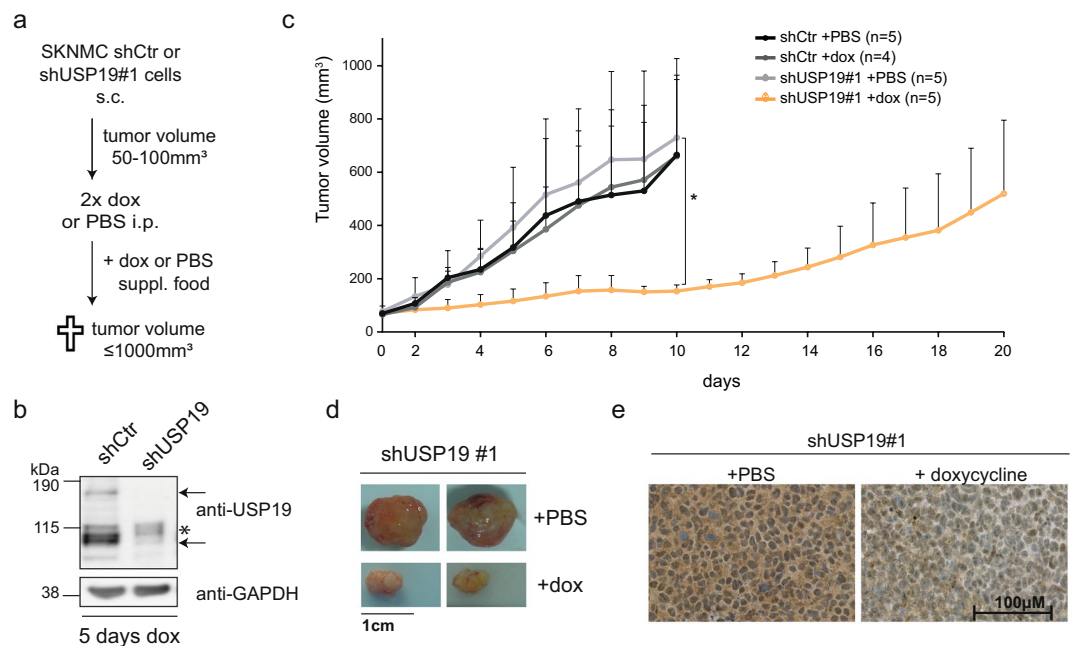 a
SKNMC shCtr or
shUSP19#1 cells
s.c.
tumor volume
50-100mm³
2x dox
or PBS i.p.
+ dox or PBS
suppl. food
tumor volume
≤1000mm³
b
shCtr
shUSP19
kDa
190
115
38
anti-USP19
*
anti-GAPDH
5 days dox
c
Tumor volume (mm³)
1000
800
600
400
200
0
0 2 4 6 8 10 12 14 16 18 20
days
shCtr +PBS (n=5)
shCtr +dox (n=4)
shUSP19#1 +PBS (n=5)
shUSP19#1 +dox (n=5)
*
d
shUSP19 #1
+PBS
+dox
1cm
e
shUSP19#1
+PBS
+ doxycycline
100µM